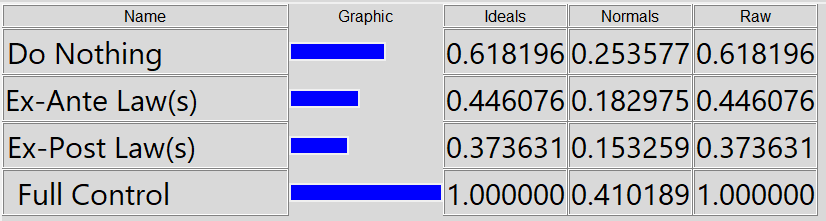 Name Graphic Ideals Normals Raw
Do Nothing 0.618196 0.253577 0.618196
Ex-Ante Law(s) 0.446076 0.182975 0.446076
Ex-Post Law(s) 0.373631 0.153259 0.373631
Full Control 1.000000 0.410189 1.000000